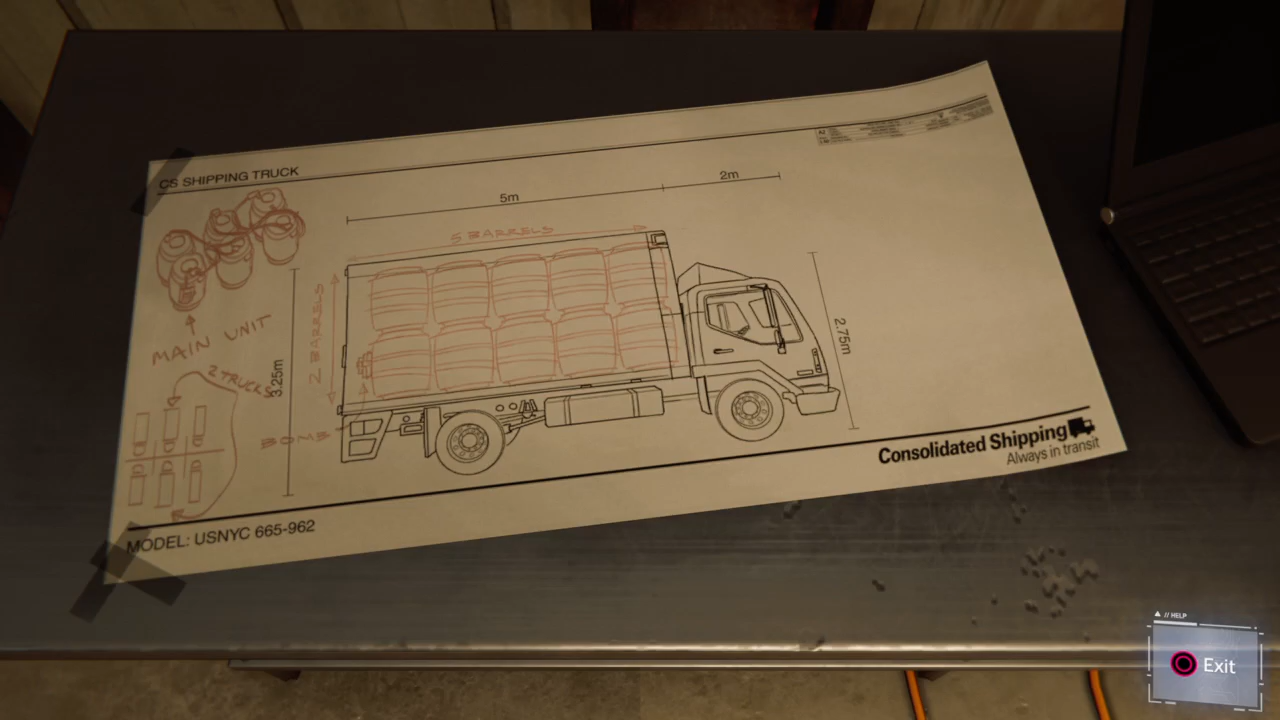 CS SHIPPING TRUCK
5m
2m
5 BARRELS
2 BARRELS
MAIN UNIT
2 TRUCKS
3.25m
2.75m
BOMB
Consolidated Shipping
Always in transit
MODEL: USNYC 665-962
// HELP
Exit